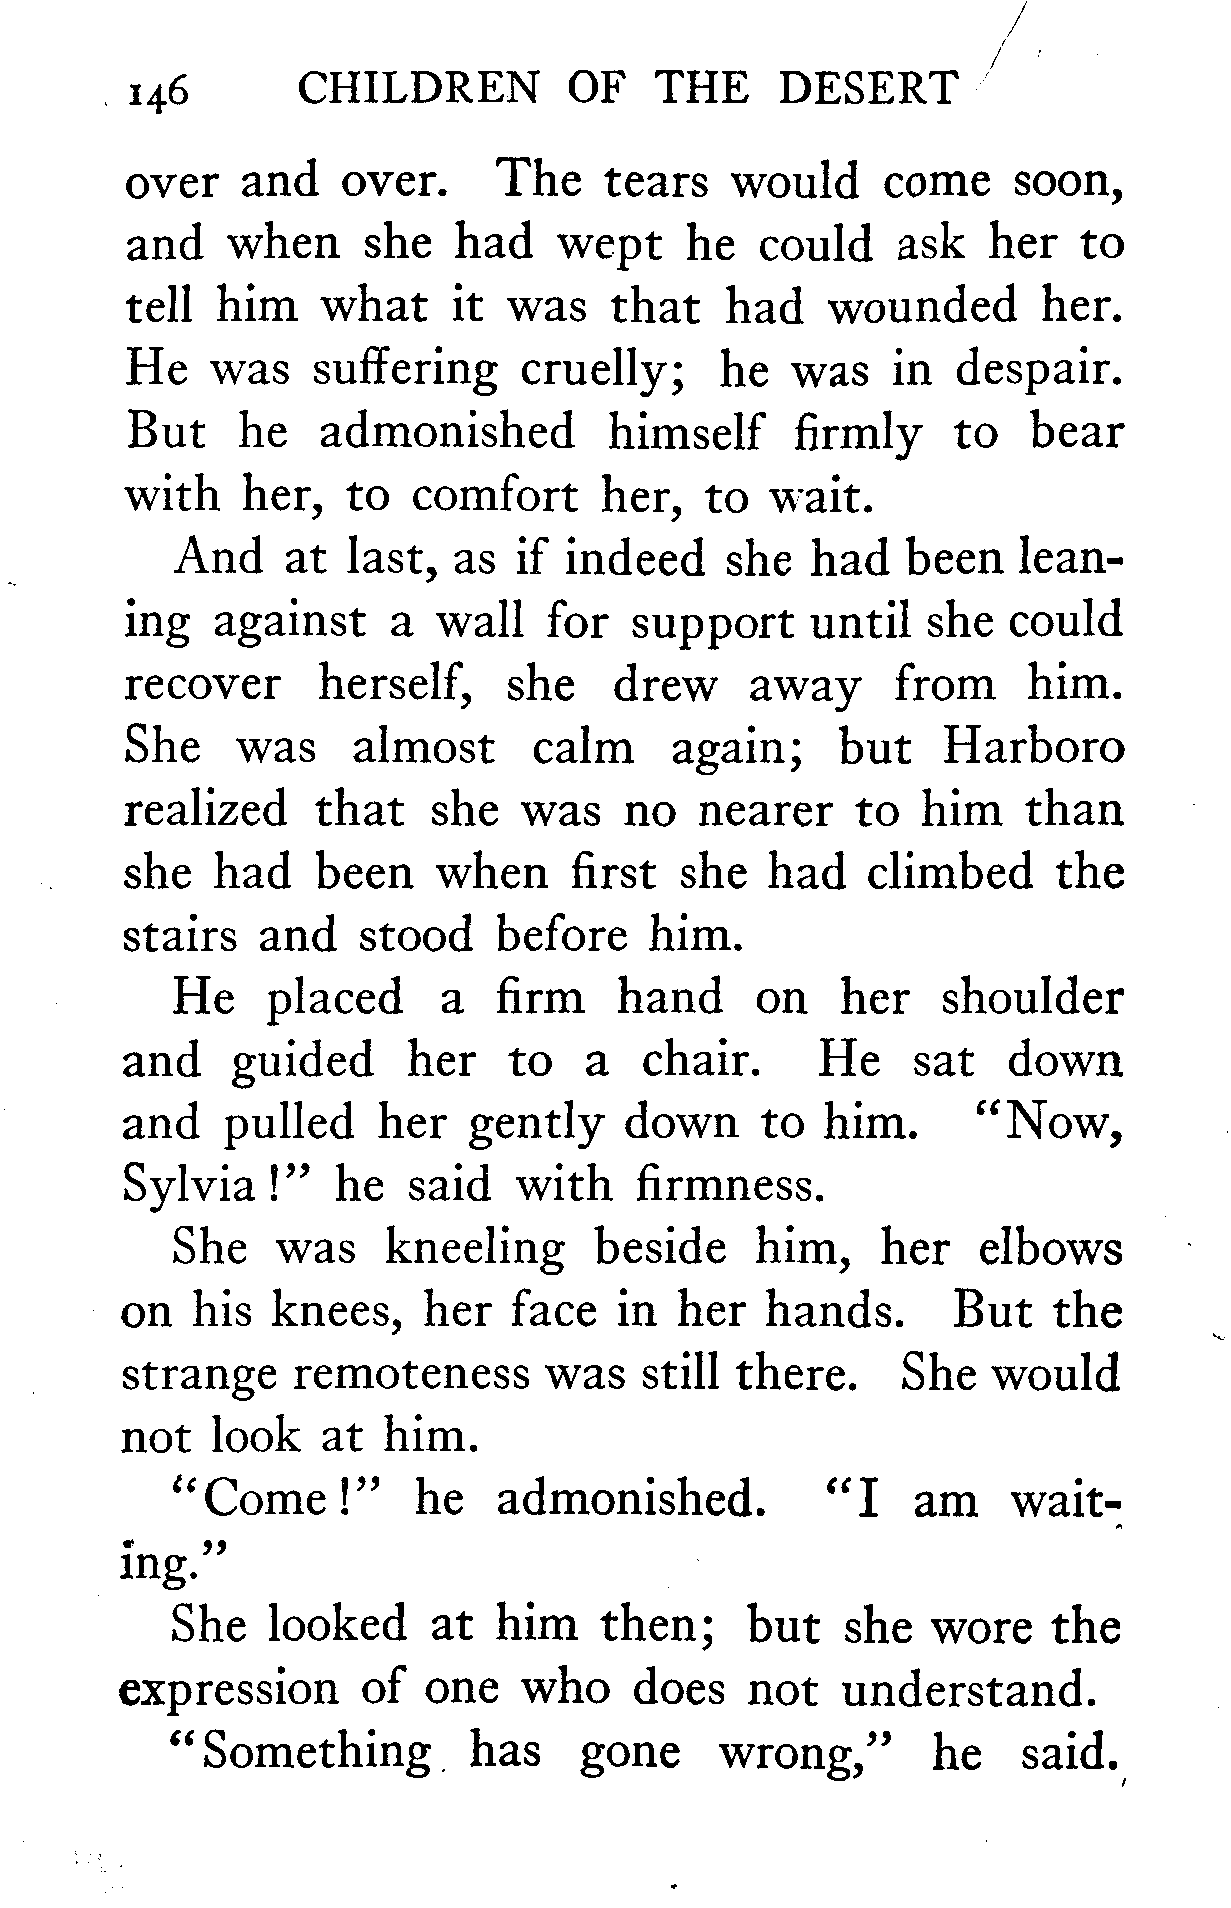 146 CHILDREN OF THE DESERT
over and over. The tears would come soon,
and when she had wept he could ask her to
tell him what it was that had wounded her.
He was suffering cruelly; he was in despair.
But he admonished himself firmly to bear
with her, to comfort her, to wait.
And at last, as if indeed she had been lean-
ing against a wall for support until she could
recover herself, she drew away from him.
She was almost calm again; but Harboro
realized that she was no nearer to him than
she had been when first she had climbed the
stairs and stood before him.
He placed a firm hand on her shoulder
and guided her to a chair. He sat down
and pulled her gently down to him. "Now,
Sylvia!" he said with firmness.
She was kneeling beside him, her elbows
on his knees, her face in her hands. But the
strange remoteness was still there. She would
not look at him.
"Come!" he admonished. "I am wait-
ing."
She looked at him then; but she wore the
expression of one who does not understand.
"Something has gone wrong," he said.